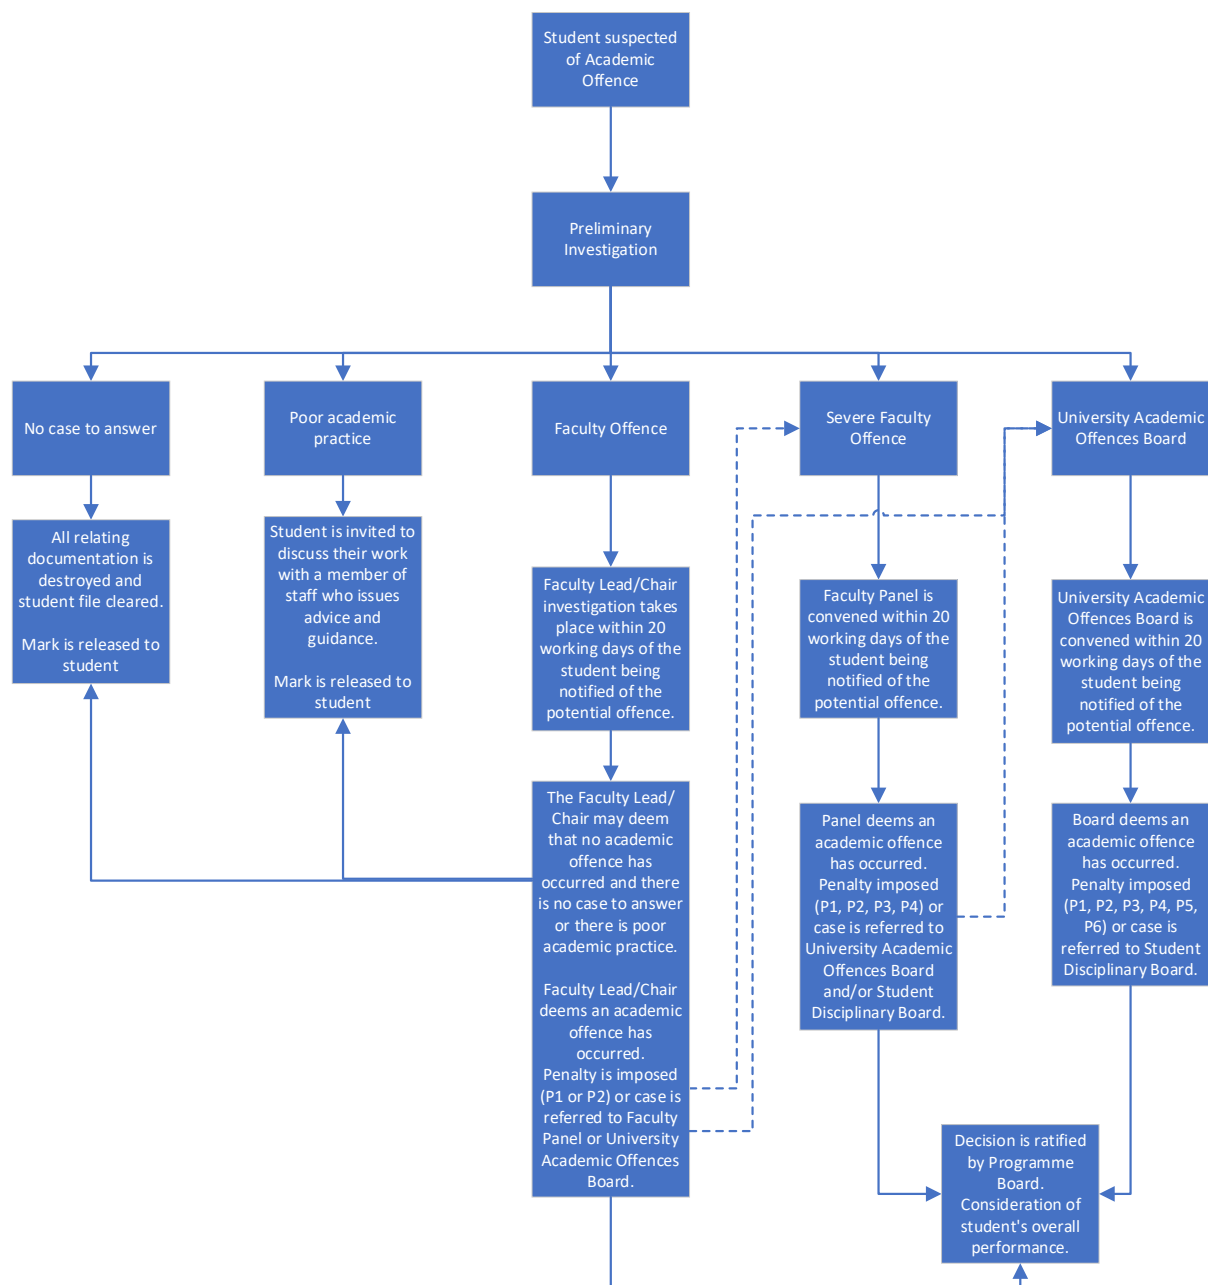 Student suspected
of Academic
Offence
Preliminary
Investigation
No case to answer
Poor academic
practice
Faculty Offence
Severe Faculty
Offence
University Academic
Offences Board
All relating
documentation is
destroyed and
student file cleared.
Mark is released to
student
Student is invited to
discuss their work
with a member of
staff who issues
advice and
guidance.
Mark is released to
student
Faculty Lead/Chair
investigation takes
place within 20
working days of the
student being
notified of the
potential offence.
Faculty Panel is
convened within 20
working days of the
student being
notified of the
potential offence.
University Academic
Offences Board is
convened within 20
working days of the
student being
notified of the
potential offence.
The Faculty Lead/
Chair may deem
that no academic
offence has
occurred and there
is no case to answer
or there is poor
academic practice.
Faculty Lead/Chair
deems an academic
offence has
occurred.
Penalty is imposed
(P1 or P2) or case is
referred to Faculty
Panel or University
Academic Offences
Board.
Panel deems an
academic offence
has occurred.
Penalty imposed
(P1, P2, P3, P4) or
case is referred to
University Academic
Offences Board
and/or Student
Disciplinary Board.
Board deems an
academic offence
has occurred.
Penalty imposed
(P1, P2, P3, P4, P5,
P6) or case is
referred to Student
Disciplinary Board.
Decision is ratified
by Programme
Board.
Consideration of
student's overall
performance.